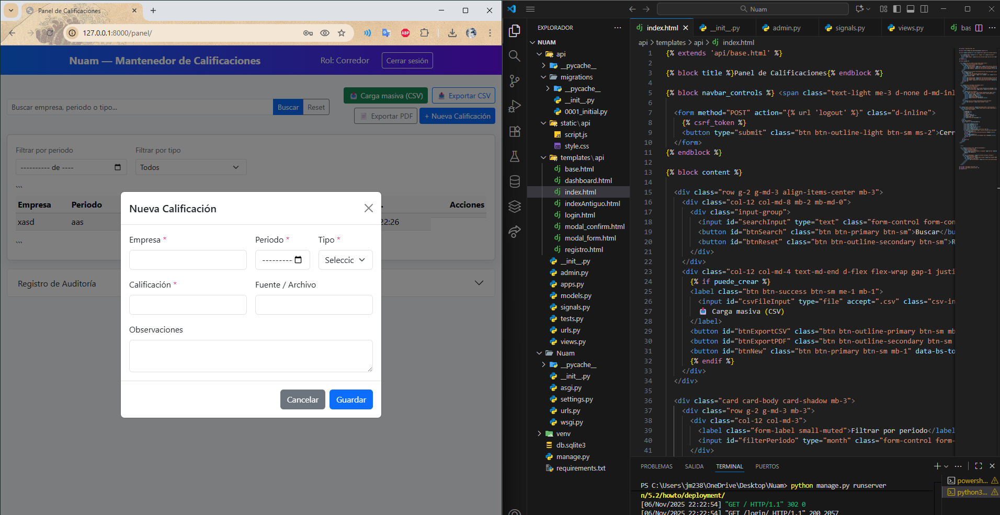 Panel de Calificaciones
127.0.0.1:8000/panel/
ABP
Nuam — Mantenedor de Calificaciones
Rol: Corredor
Cerrar sesión
Carga masiva (CSV)
Exportar CSV
Buscar empresa, periodo o tipo...
Buscar
Reset
Exportar PDF
+ Nueva Calificación
Filtrar por periodo
Filtrar por tipo
---------- de ----
Todos
```
Empresa
Periodo
Acciones
xasd
aas
22:26
```
Registro de Auditoría
Nueva Calificación
Empresa *
Periodo *
Tipo *
---------
Seleccic
Calificación *
Fuente / Archivo
Observaciones
Cancelar
Guardar
Nuam
EXPLORADOR
NUAM
api
__pycache__
migrations
__pycache__
__init__.py
0001_initial.py
static\api
script.js
style.css
templates\api
base.html
dashboard.html
index.html
indexAntiguo.html
login.html
modal_confirm.html
modal_form.html
registro.html
__init__.py
admin.py
apps.py
models.py
signals.py
tests.py
urls.py
views.py
Nuam
__pycache__
__init__.py
asgi.py
settings.py
urls.py
wsgi.py
venv
db.sqlite3
manage.py
requirements.txt
index.html
__init__.py
admin.py
signals.py
views.py
bas
api > templates > api > index.html
1 {% extends 'api/base.html' %}
2
3 {% block title %}Panel de Calificaciones{% endblock %}
4
5 {% block navbar_controls %} <span class="text-light me-3 d-none d-md-inl
6
7 <form method="POST" action="{% url 'logout' %}" class="d-inline">
8 {% csrf_token %}
9 <button type="submit" class="btn btn-outline-light btn-sm ms-2">Cerr
10 </form>
11 {% endblock %}
12
13 {% block content %}
14
15 <div class="row g-2 g-md-3 align-items-center mb-3">
16 <div class="col-12 col-md-8 mb-2 mb-md-0">
17 <div class="input-group">
18 <input id="searchInput" type="text" class="form-control form-con
19 <button id="btnSearch" class="btn btn-primary btn-sm">Buscar</bu
20 <button id="btnReset" class="btn btn-outline-secondary btn-sm">R
21 </div>
22 </div>
23 <div class="col-12 col-md-4 text-md-end d-flex flex-wrap gap-1 justi
24 {% if puede_crear %}
25 <label class="btn btn-success btn-sm me-1 mb-1">
26 <input id="csvFileInput" type="file" accept=".csv" class="csv-in
27 📥 Carga masiva (CSV)
28 </label>
29 <button id="btnExportCSV" class="btn btn-outline-primary btn-sm mb
30 <button id="btnExportPDF" class="btn btn-outline-secondary btn-sm
31 <button id="btnNew" class="btn btn-primary btn-sm mb-1" data-bs-to
32 {% endif %}
33 </div>
34 </div>
35
36 <div class="card card-body card-shadow mb-3">
37 <div class="row g-2 g-md-3 mb-3">
38 <div class="col-12 col-md-3">
39 <label class="form-label small-muted">Filtrar por periodo</label
40 <input id="filterPeriodo" type="month" class="form-control form-
41 </div>
PROBLEMAS
SALIDA
TERMINAL
PUERTOS
PS C:\Users\jm238\OneDrive\Desktop\Nuam> python manage.py runserver
n/5.2/howto/deployment/
[06/Nov/2025 22:22:54] "GET / HTTP/1.1" 302 0
[06/Nov/2025 22:22:54] "GET /login/ HTTP/1.1" 200 2057
powersh...
python3...